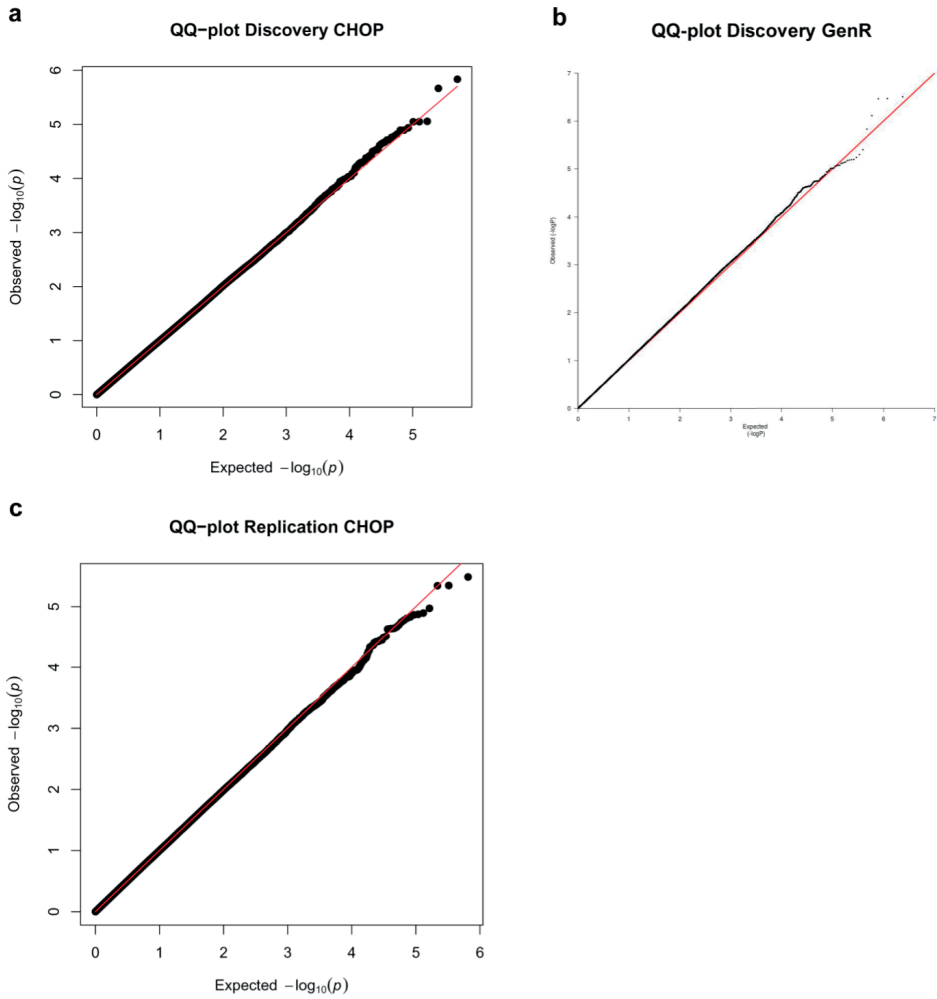 a
QQ−plot Discovery CHOP
Observed −log10(p)
6
5
4
3
2
1
0
0 1 2 3 4 5
Expected −log10(p)
b
QQ-plot Discovery GenR
Observed (-logP)
7
6
5
4
3
2
1
0
0 1 2 3 4 5 6 7
Expected
(-logP)
c
QQ−plot Replication CHOP
Observed −log10(p)
5
4
3
2
1
0
0 1 2 3 4 5 6
Expected −log10(p)